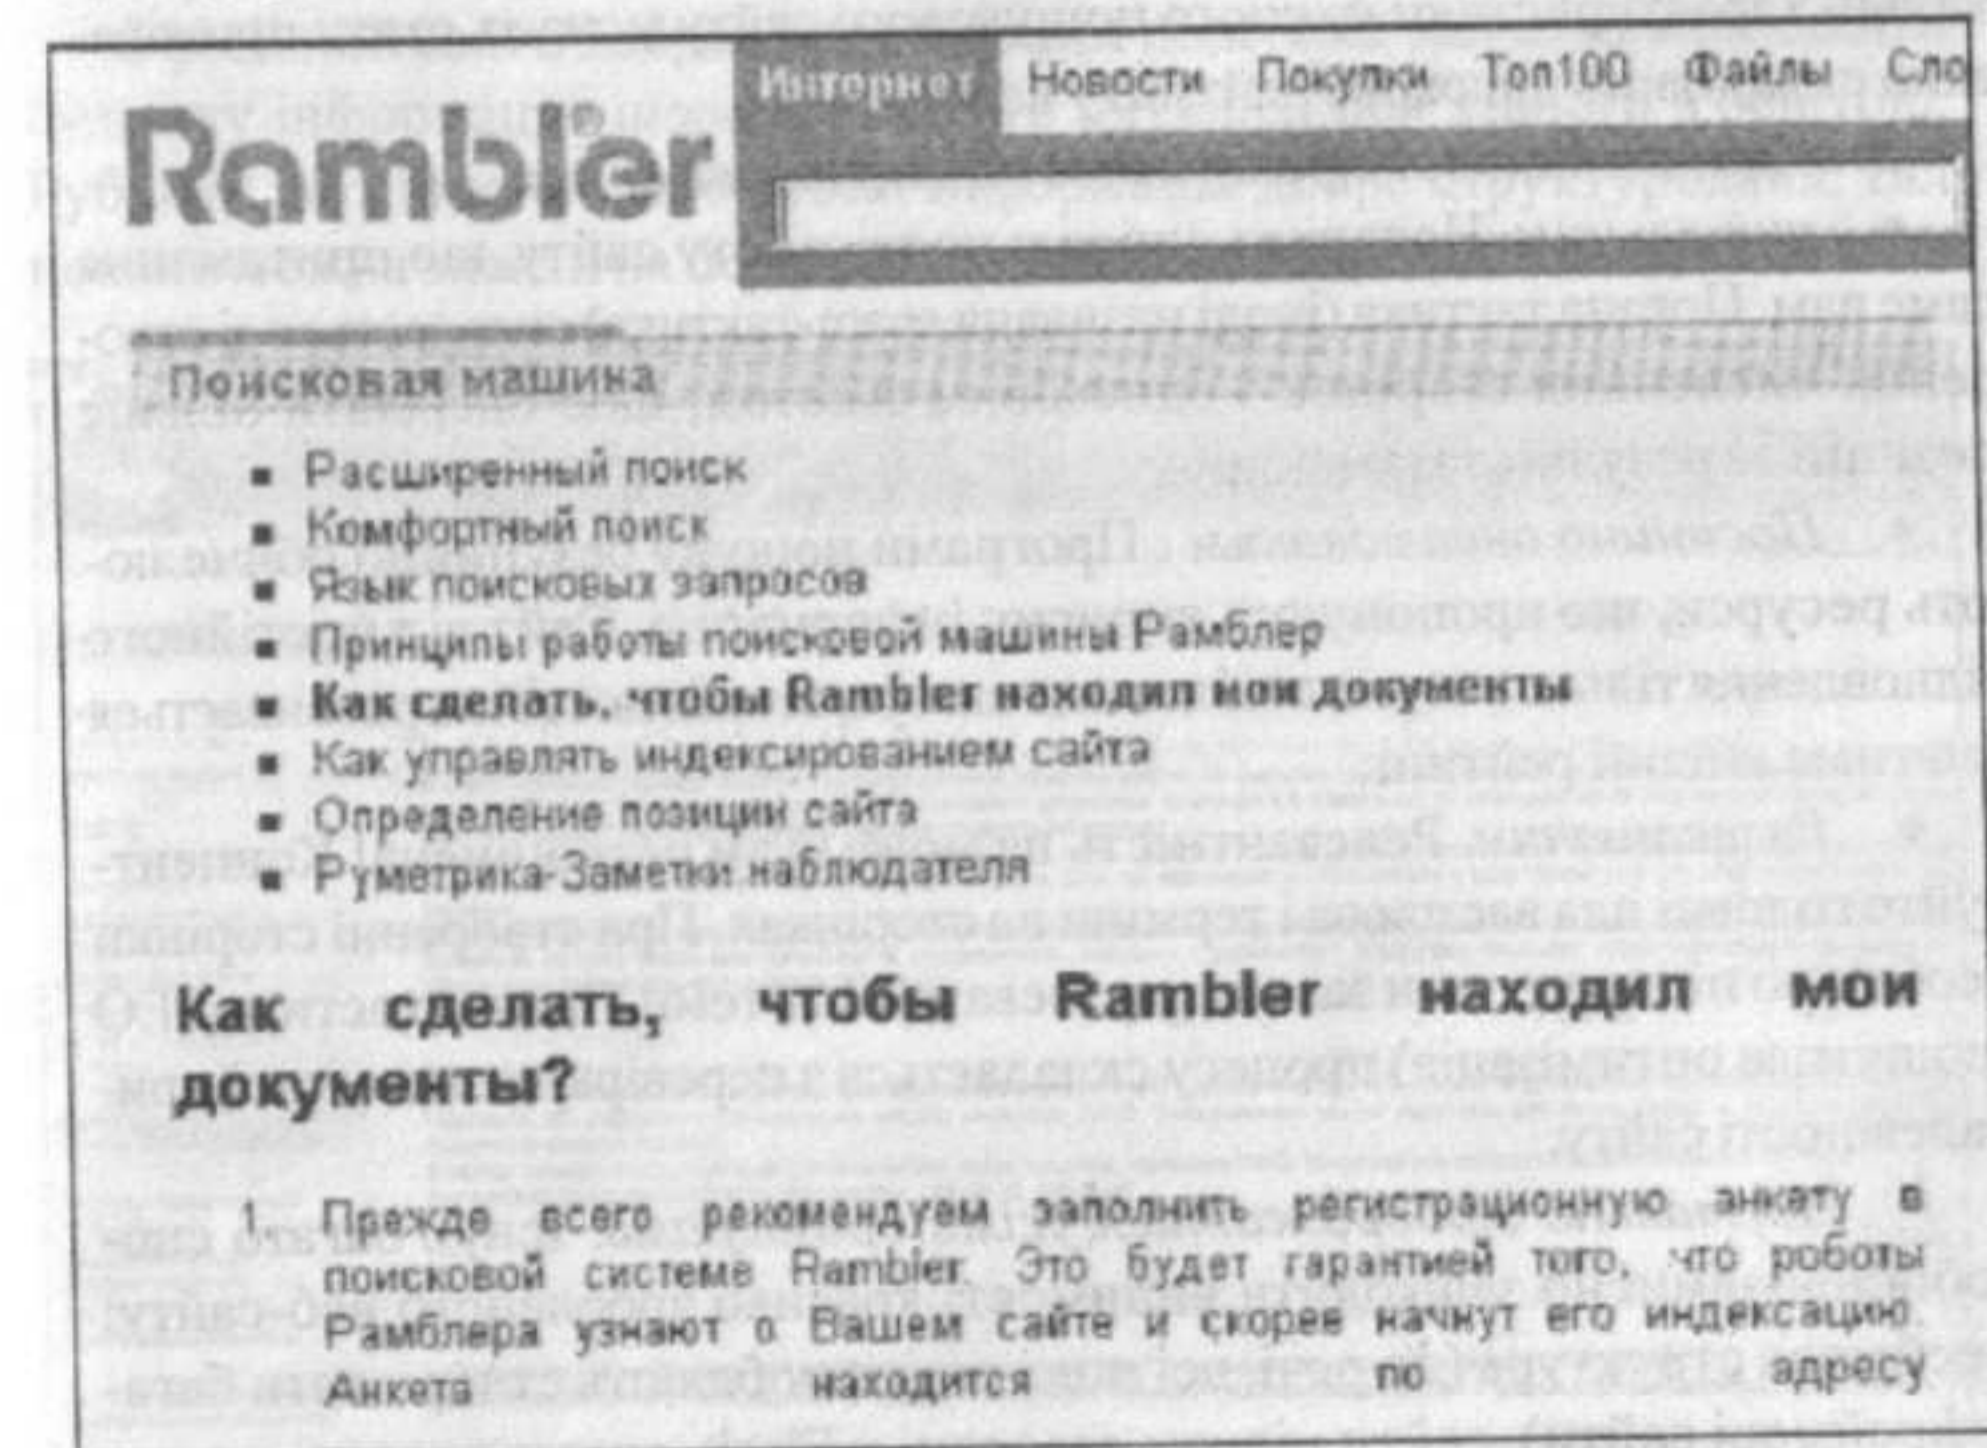 Интернет Новости Покупки Топ100 Файлы Сло
Rambler
Поисковая машина
▪ Расширенный поиск
▪ Комфортный поиск
▪ Язык поисковых запросов
▪ Принципы работы поисковой машины Рамблер
▪ Как сделать, чтобы Rambler находил мои документы
▪ Как управлять индексированием сайта
▪ Определение позиции сайта
▪ Руметрика-Заметки наблюдателя
Как сделать, чтобы Rambler находил мои
документы?
1. Прежде всего рекомендуем заполнить регистрационную анкету в
поисковой системе Rambler. Это будет гарантией того, что роботы
Рамблера узнают о Вашем сайте и скорее начнут его индексацию.
Анкета находится по адресу